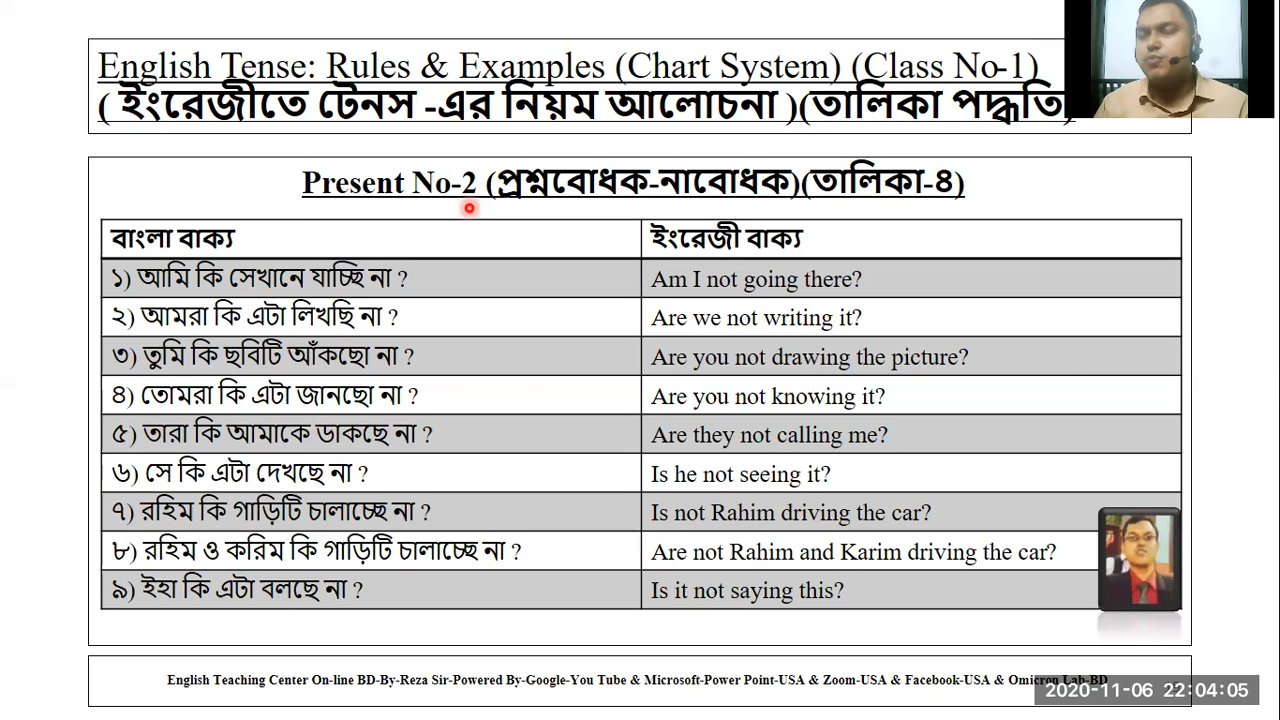 English Tense: Rules & Examples (Chart System) (Class No-1)
( ইংরেজীতে টেনস -এর নিয়ম আলোচনা )(তালিকা পদ্ধতি)
Present No-2 (প্রশ্নবোধক-নাবোধক)(তালিকা-৪)
বাংলা বাক্য ইংরেজী বাক্য
১) আমি কি সেখানে যাচ্ছি না ? Am I not going there?
২) আমরা কি এটা লিখছি না ? Are we not writing it?
৩) তুমি কি ছবিটি আঁকছো না ? Are you not drawing the picture?
৪) তোমরা কি এটা জানছো না ? Are you not knowing it?
৫) তারা কি আমাকে ডাকছে না ? Are they not calling me?
৬) সে কি এটা দেখছে না ? Is he not seeing it?
৭) রহিম কি গাড়িটি চালাচ্ছে না ? Is not Rahim driving the car?
৮) রহিম ও করিম কি গাড়িটি চালাচ্ছে না ? Are not Rahim and Karim driving the car?
৯) ইহা কি এটা বলছে না ? Is it not saying this?
English Teaching Center On-line BD-By-Reza Sir-Powered By-Google-You Tube & Microsoft-Power Point-USA & Zoom-USA & Facebook-USA & Omicron Lab-BD
2020-11-06 22:04:05